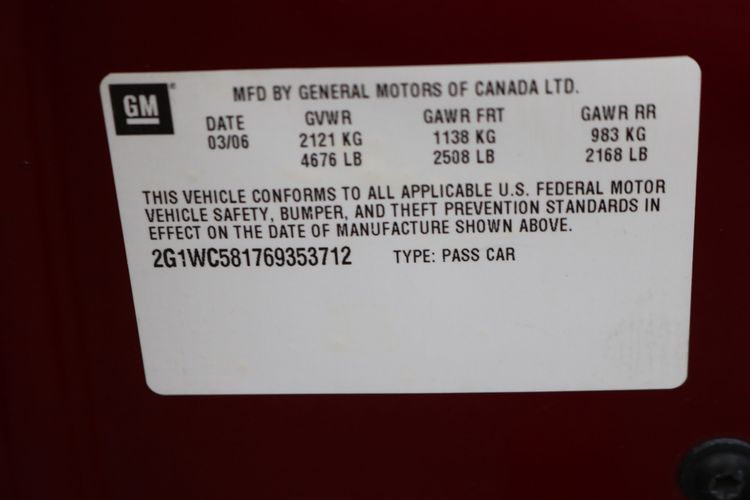 GM
MFD BY GENERAL MOTORS OF CANADA LTD.
DATE GVWR GAWR FRT GAWR RR
03/06 2121 KG 1138 KG 983 KG
4676 LB 2508 LB 2168 LB
THIS VEHICLE CONFORMS TO ALL APPLICABLE U.S. FEDERAL MOTOR
VEHICLE SAFETY, BUMPER, AND THEFT PREVENTION STANDARDS IN
EFFECT ON THE DATE OF MANUFACTURE SHOWN ABOVE.
2G1WC581769353712 TYPE: PASS CAR